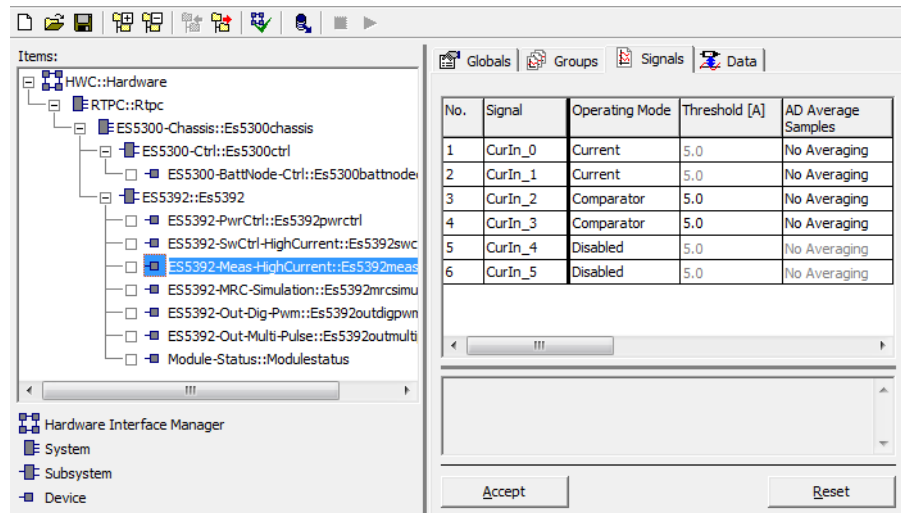 Items:
HWC::Hardware
RTPC::Rtpc
ES5300-Chassis::Es5300chassis
ES5300-Ctrl::Es5300ctrl
ES5300-BattNode-Ctrl::Es5300battnode
ES5392::Es5392
ES5392-PwrCtrl::Es5392pwrctrl
ES5392-SwCtrl-HighCurrent::Es5392swc
ES5392-Meas-HighCurrent::Es5392meas
ES5392-MRC-Simulation::Es5392mrcsimu
ES5392-Out-Dig-Pwm::Es5392outdigpwm
ES5392-Out-Multi-Pulse::Es5392outmulti
Module-Status::Modulestatus
Hardware Interface Manager
System
Subsystem
Device
Globals Groups Signals Data
No. Signal Operating Mode Threshold [A] AD Average
Samples
1 CurIn_0 Current 5.0 No Averaging
2 CurIn_1 Current 5.0 No Averaging
3 CurIn_2 Comparator 5.0 No Averaging
4 CurIn_3 Comparator 5.0 No Averaging
5 CurIn_4 Disabled 5.0 No Averaging
6 CurIn_5 Disabled 5.0 No Averaging
Accept Reset